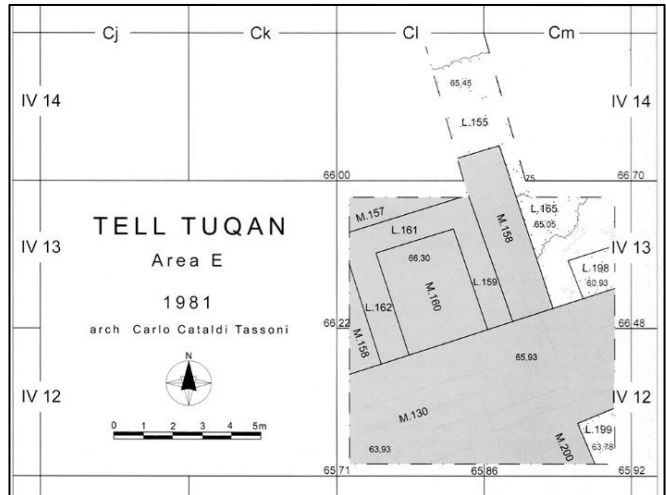 Cj Ck Cl Cm
IV 14 IV 14
65,45
L.155
66.00 .75 66.70
TELL TUQAN
Area E
1981
arch Carlo Cataldi Tassoni
IV 13 IV 13
M.157
L.161
M.158
L.165
65,05
66,30
M.160
L.159
L.162
M.158
L.198
60,93
66.22 66.48
65,93
N
IV 12 IV 12
0 1 2 3 4 5m
M.130
63,93
M.200
L.199
63,78
65.71 65.86 65.92